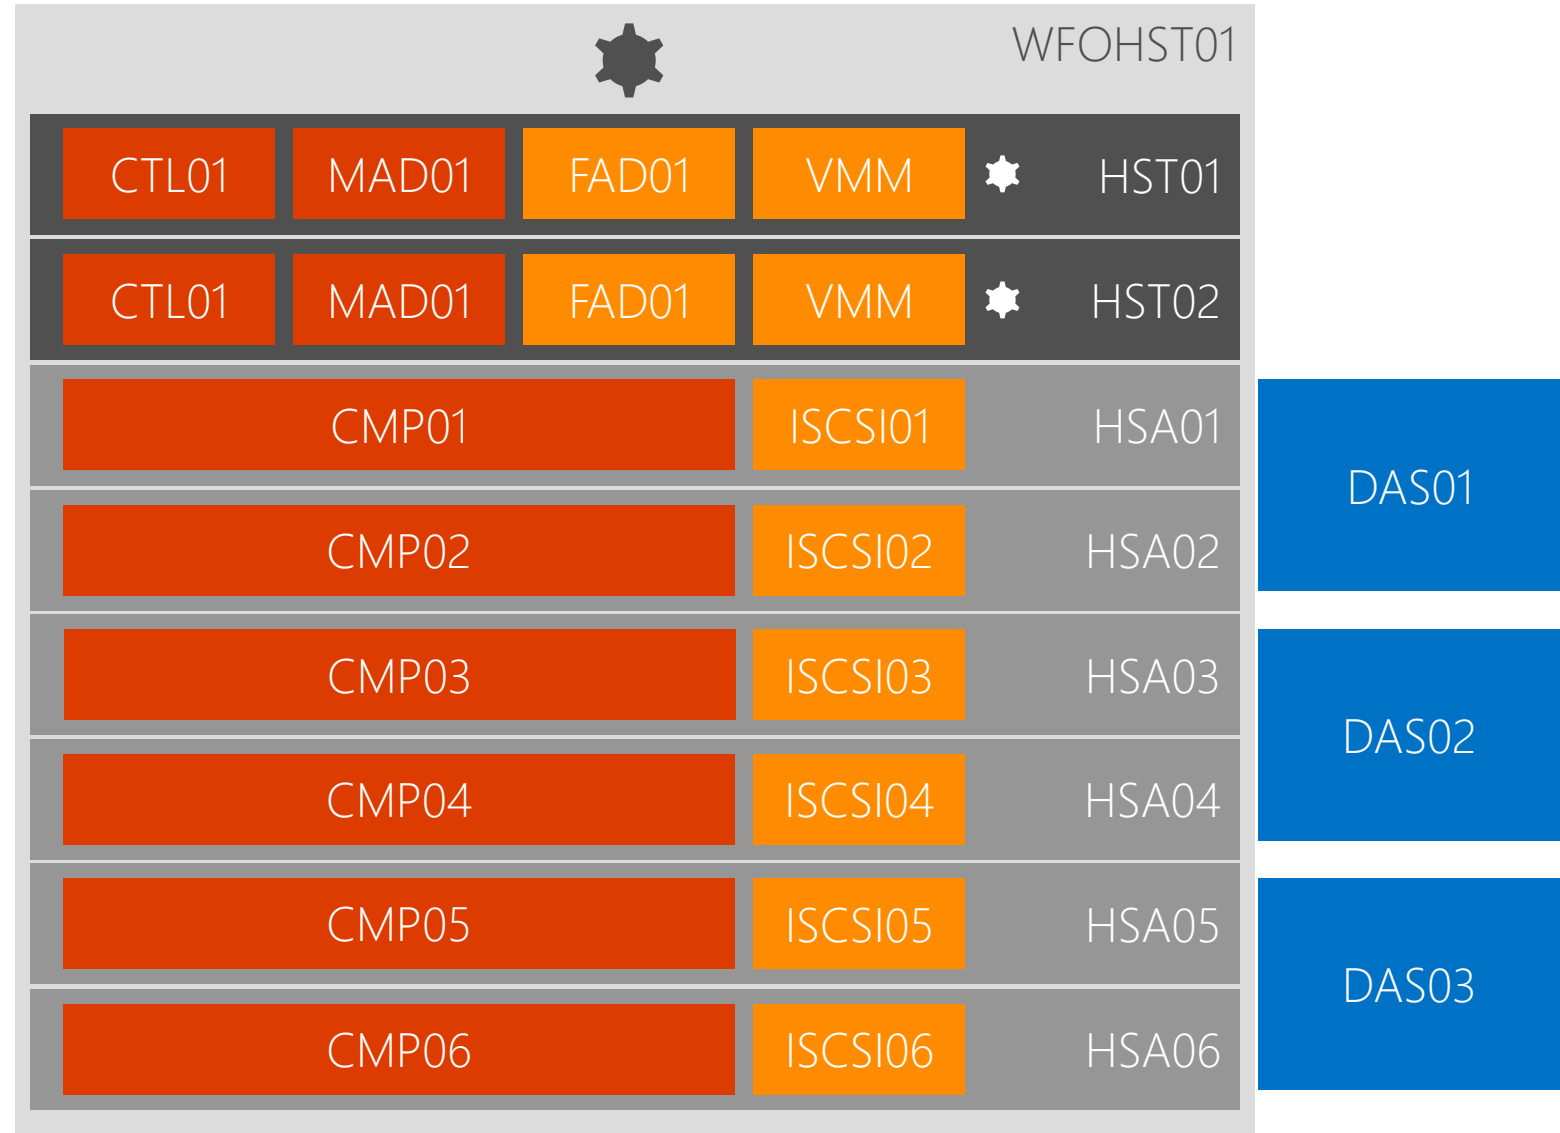 WFOHST01
CTL01 MAD01 FAD01 VMM HST01
CTL01 MAD01 FAD01 VMM HST02
CMP01 ISCSI01 HSA01
DAS01
CMP02 ISCSI02 HSA02
CMP03 ISCSI03 HSA03
DAS02
CMP04 ISCSI04 HSA04
CMP05 ISCSI05 HSA05
DAS03
CMP06 ISCSI06 HSA06